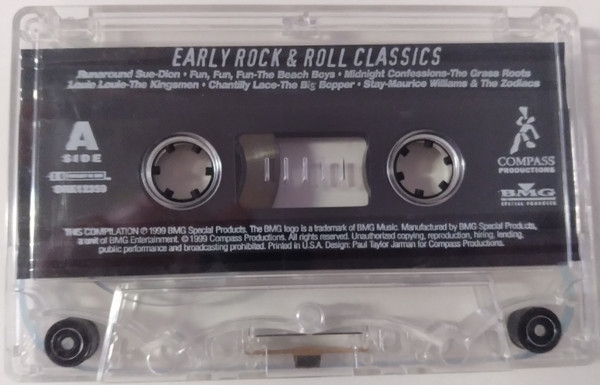 EARLY ROCK & ROLL CLASSICS
Runaround Sue-Dion • Fun, Fun, Fun-The Beach Boys • Midnight Confessions-The Grass Roots
Louie Louie-The Kingsmen • Chantilly Lace-The Big Bopper • Stay-Maurice Williams & The Zodiacs
A
SIDE
COMPASS
PRODUCTIONS
BMG
SPECIAL PRODUCTS
THIS COMPILATION ℗ 1999 BMG Special Products. The BMG logo is a trademark of BMG Music. Manufactured by BMG Special Products,
a unit of BMG Entertainment. © 1999 Compass Productions. All rights reserved. Unauthorized copying, reproduction, hiring, lending,
public performance and broadcasting prohibited. Printed in U.S.A. Design: Paul Taylor Jarman for Compass Productions.